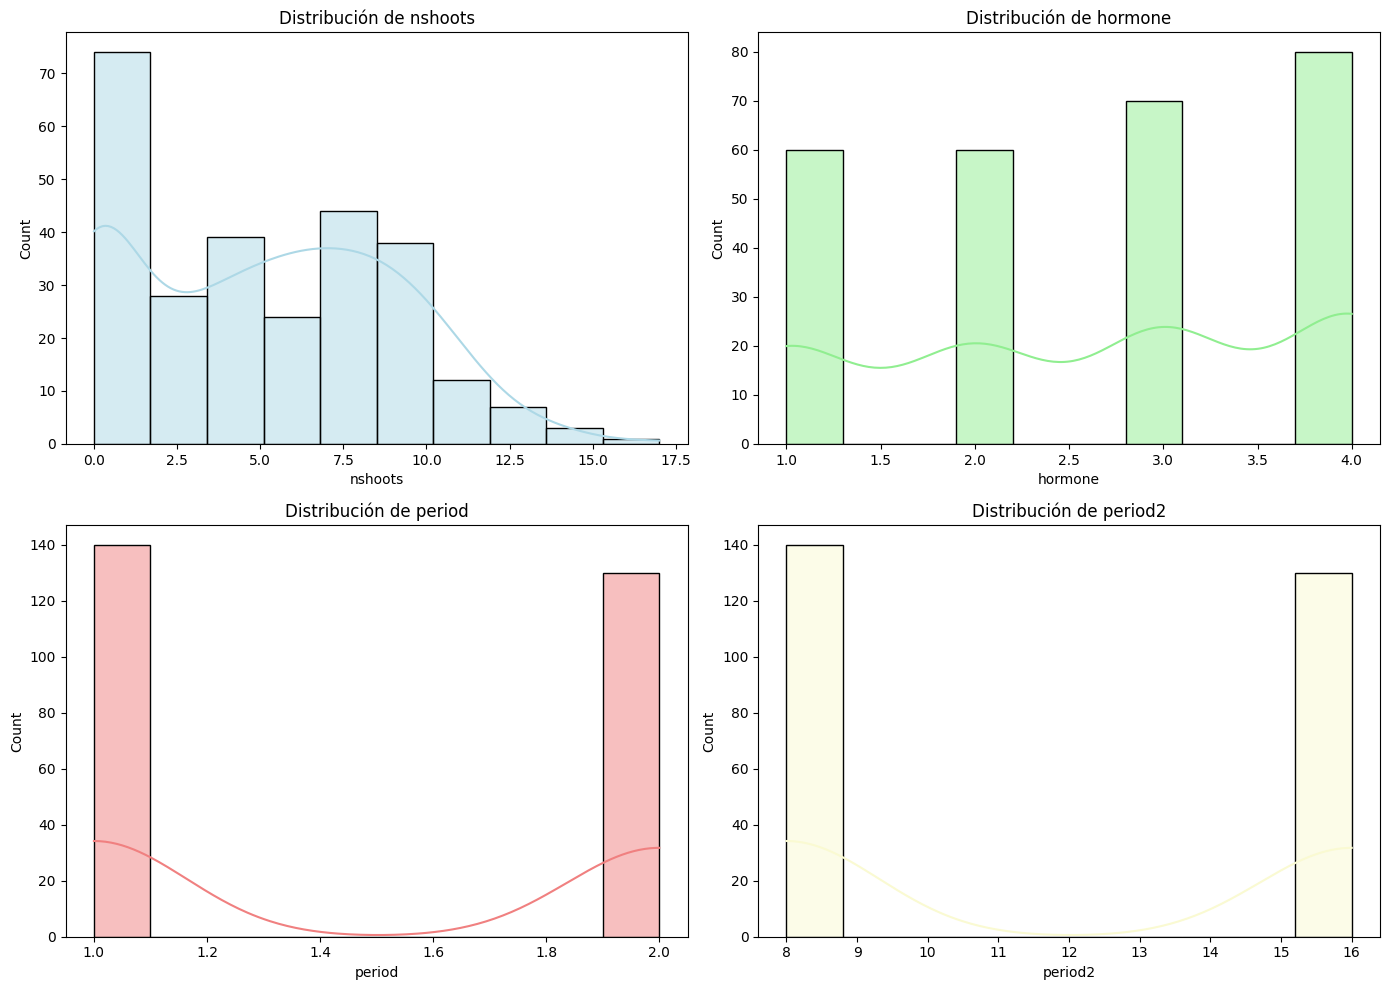 Distribución de nshoots
Count
70
60
50
40
30
20
10
0
0.0 2.5 5.0 7.5 10.0 12.5 15.0 17.5
nshoots
Distribución de hormone
Count
80
70
60
50
40
30
20
10
0
1.0 1.5 2.0 2.5 3.0 3.5 4.0
hormone
Distribución de period
Count
140
120
100
80
60
40
20
0
1.0 1.2 1.4 1.6 1.8 2.0
period
Distribución de period2
Count
140
120
100
80
60
40
20
0
8 9 10 11 12 13 14 15 16
period2